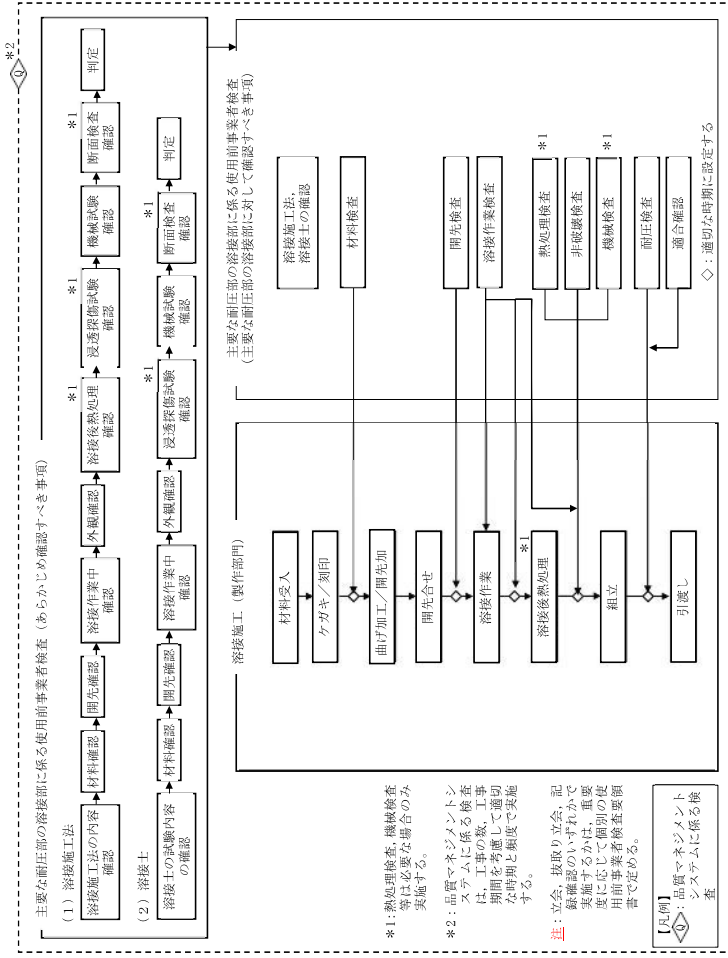 ＊2
Q
主要な耐圧部の溶接部に係る使用前事業者検査（あらかじめ確認すべき事項）
（1）溶接施工法
溶接施工法の内容
確認
材料確認
開先確認
溶接作業中
確認
外観確認
＊1
溶接後熱処理
確認
＊1
浸透探傷試験
確認
機械試験
確認
＊1
断面検査
確認
判定
（2）溶接士
溶接士の試験内容
の確認
材料確認
開先確認
溶接作業中
確認
外観確認
＊1
浸透探傷試験
確認
機械試験
確認
＊1
断面検査
確認
判定
溶接施工（製作部門）
材料受入
ケガキ／刻印
曲げ加工／開先加
開先合せ
溶接作業
＊1
溶接後熱処理
組立
引渡し
主要な耐圧部の溶接部に係る使用前事業者検査
（主要な耐圧部の溶接部に対して確認すべき事項）
溶接施工法，
溶接士の確認
材料検査
開先検査
溶接作業検査
熱処理検査
＊1
非破壊検査
機械検査
＊1
耐圧検査
適合確認
◇：適切な時期に設定する
＊1：熱処理検査，機械検査
等は必要な場合のみ
実施する。
＊2：品質マネジメントシ
ステムに係る検査
は，工事の数，工事
期間を考慮して適切
な時期と頻度で実施
する。
注：立会，抜取り立会，記
録確認のいずれかで
実施するかは，重要
度に応じて個別の使
用前事業者検査要領
書で定める。
【凡例】
Q：品質マネジメント
システムに係る検
査